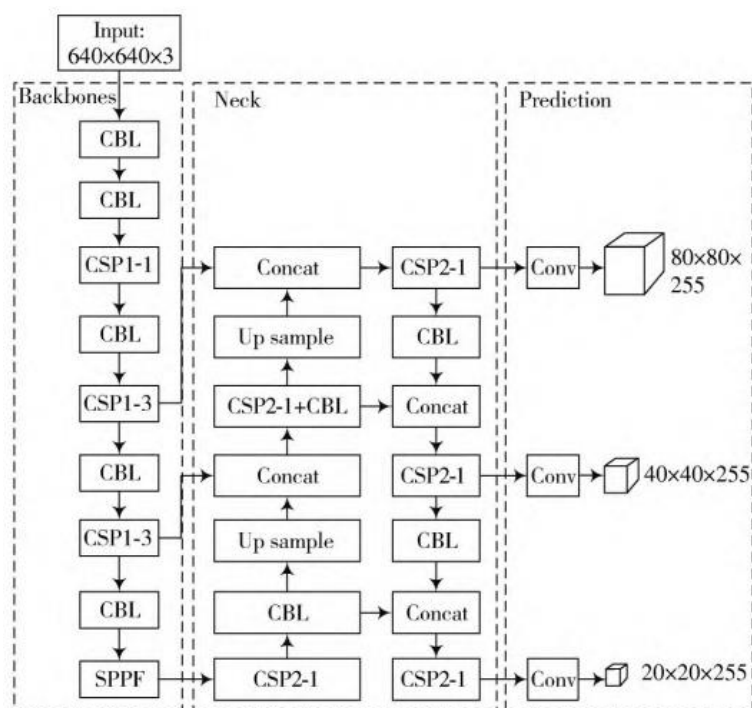 Input:
640×640×3
Backbones
CBL
CBL
CSP1-1
CBL
CSP1-3
CBL
CSP1-3
CBL
SPPF
Neck
Concat
Up sample
CSP2-1+CBL
Concat
Up sample
CBL
CSP2-1
CSP2-1
CBL
Concat
CSP2-1
CBL
Concat
CSP2-1
Prediction
Conv
80×80×
255
Conv
40×40×255
Conv
20×20×255